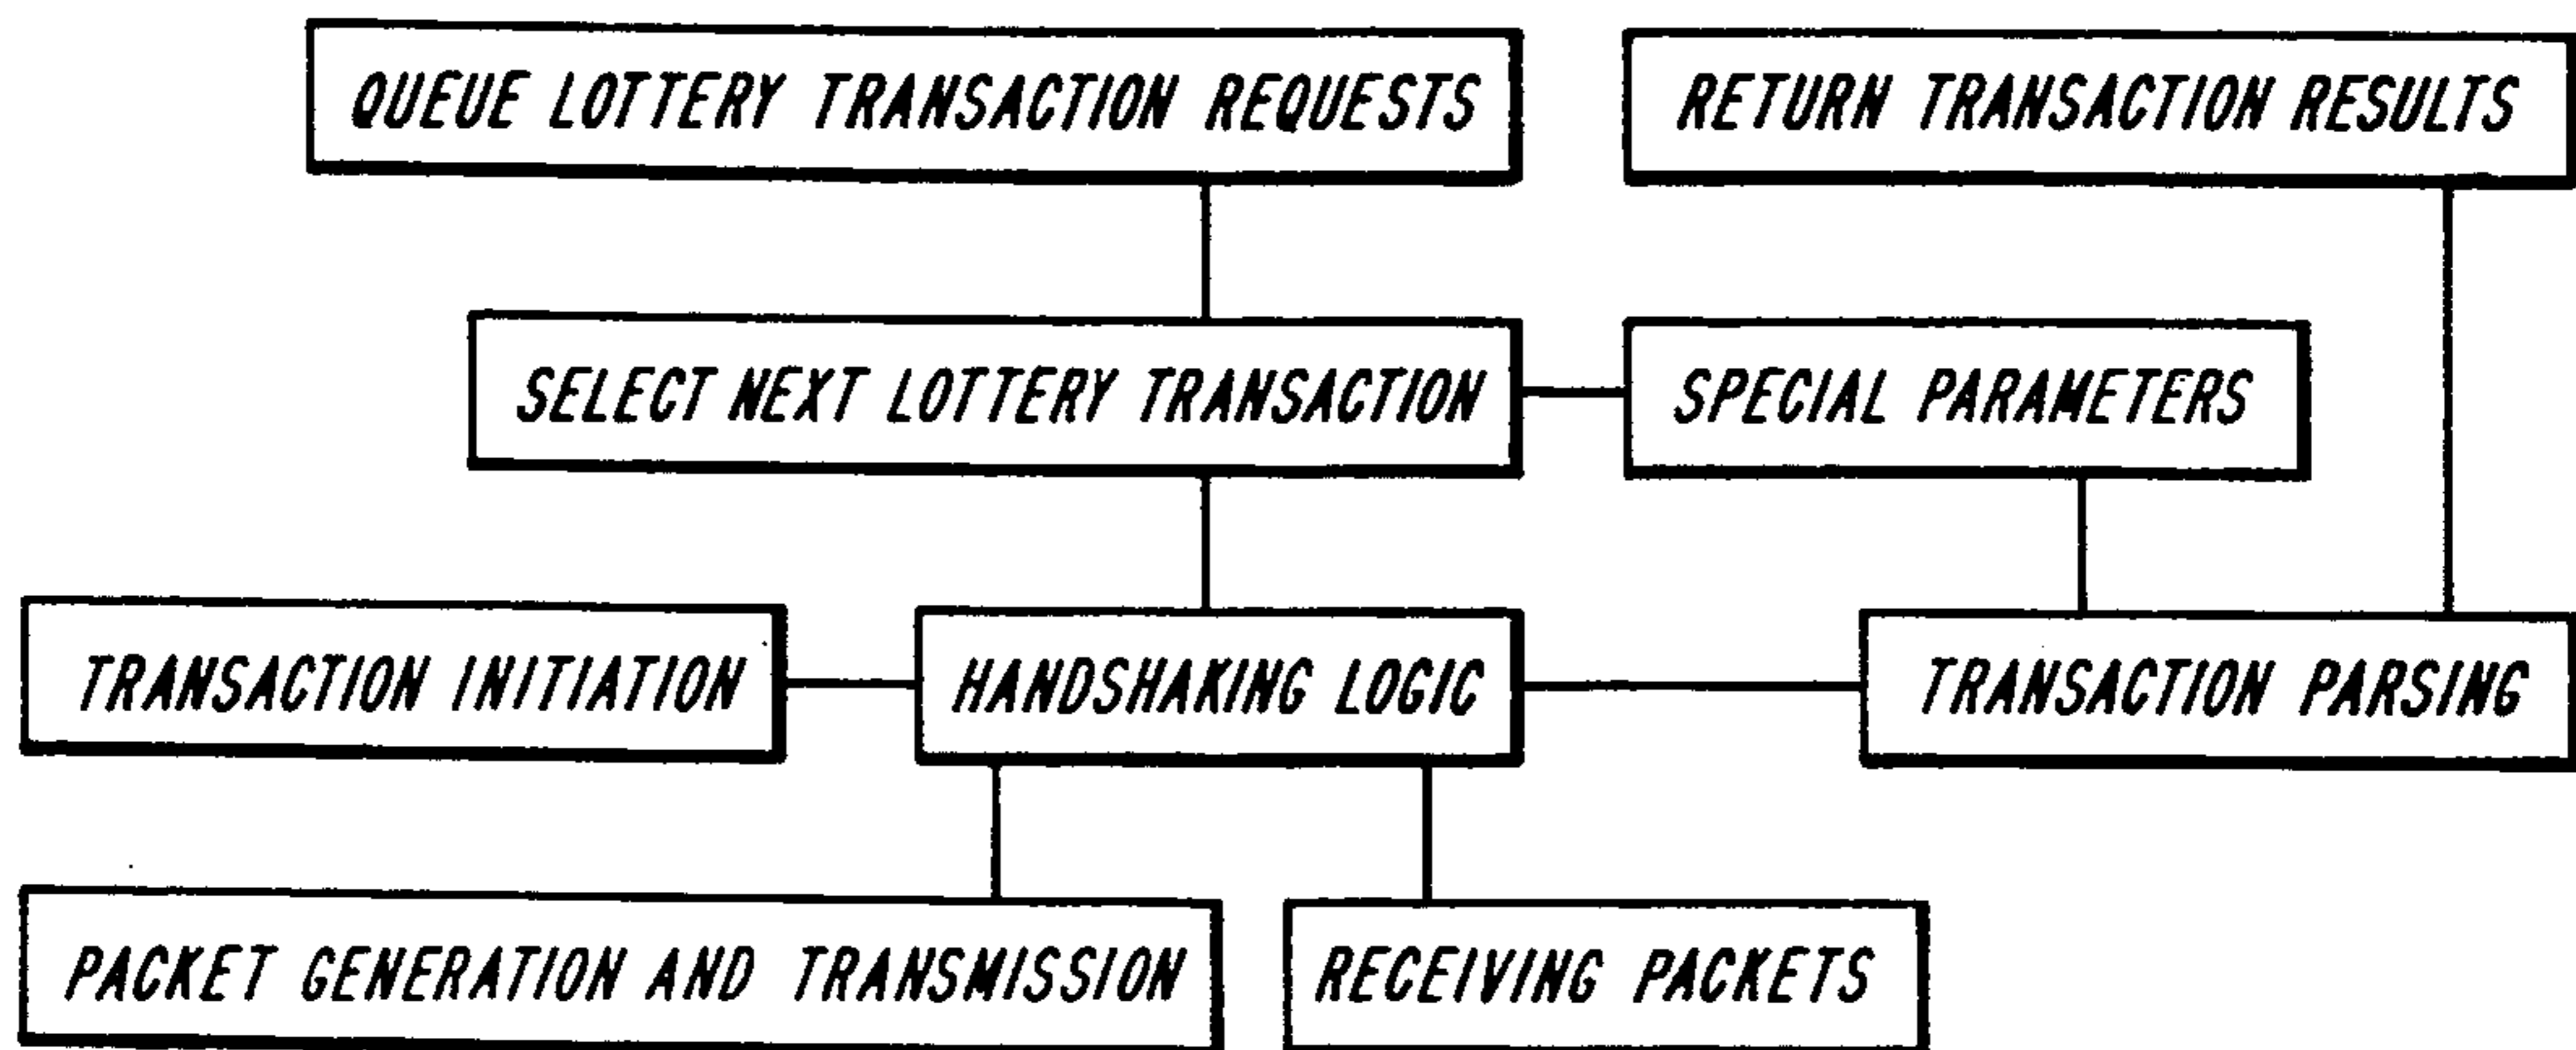 QUEUE LOTTERY TRANSACTION REQUESTS
RETURN TRANSACTION RESULTS
SELECT NEXT LOTTERY TRANSACTION
SPECIAL PARAMETERS
TRANSACTION INITIATION
HANDSHAKING LOGIC
TRANSACTION PARSING
PACKET GENERATION AND TRANSMISSION
RECEIVING PACKETS